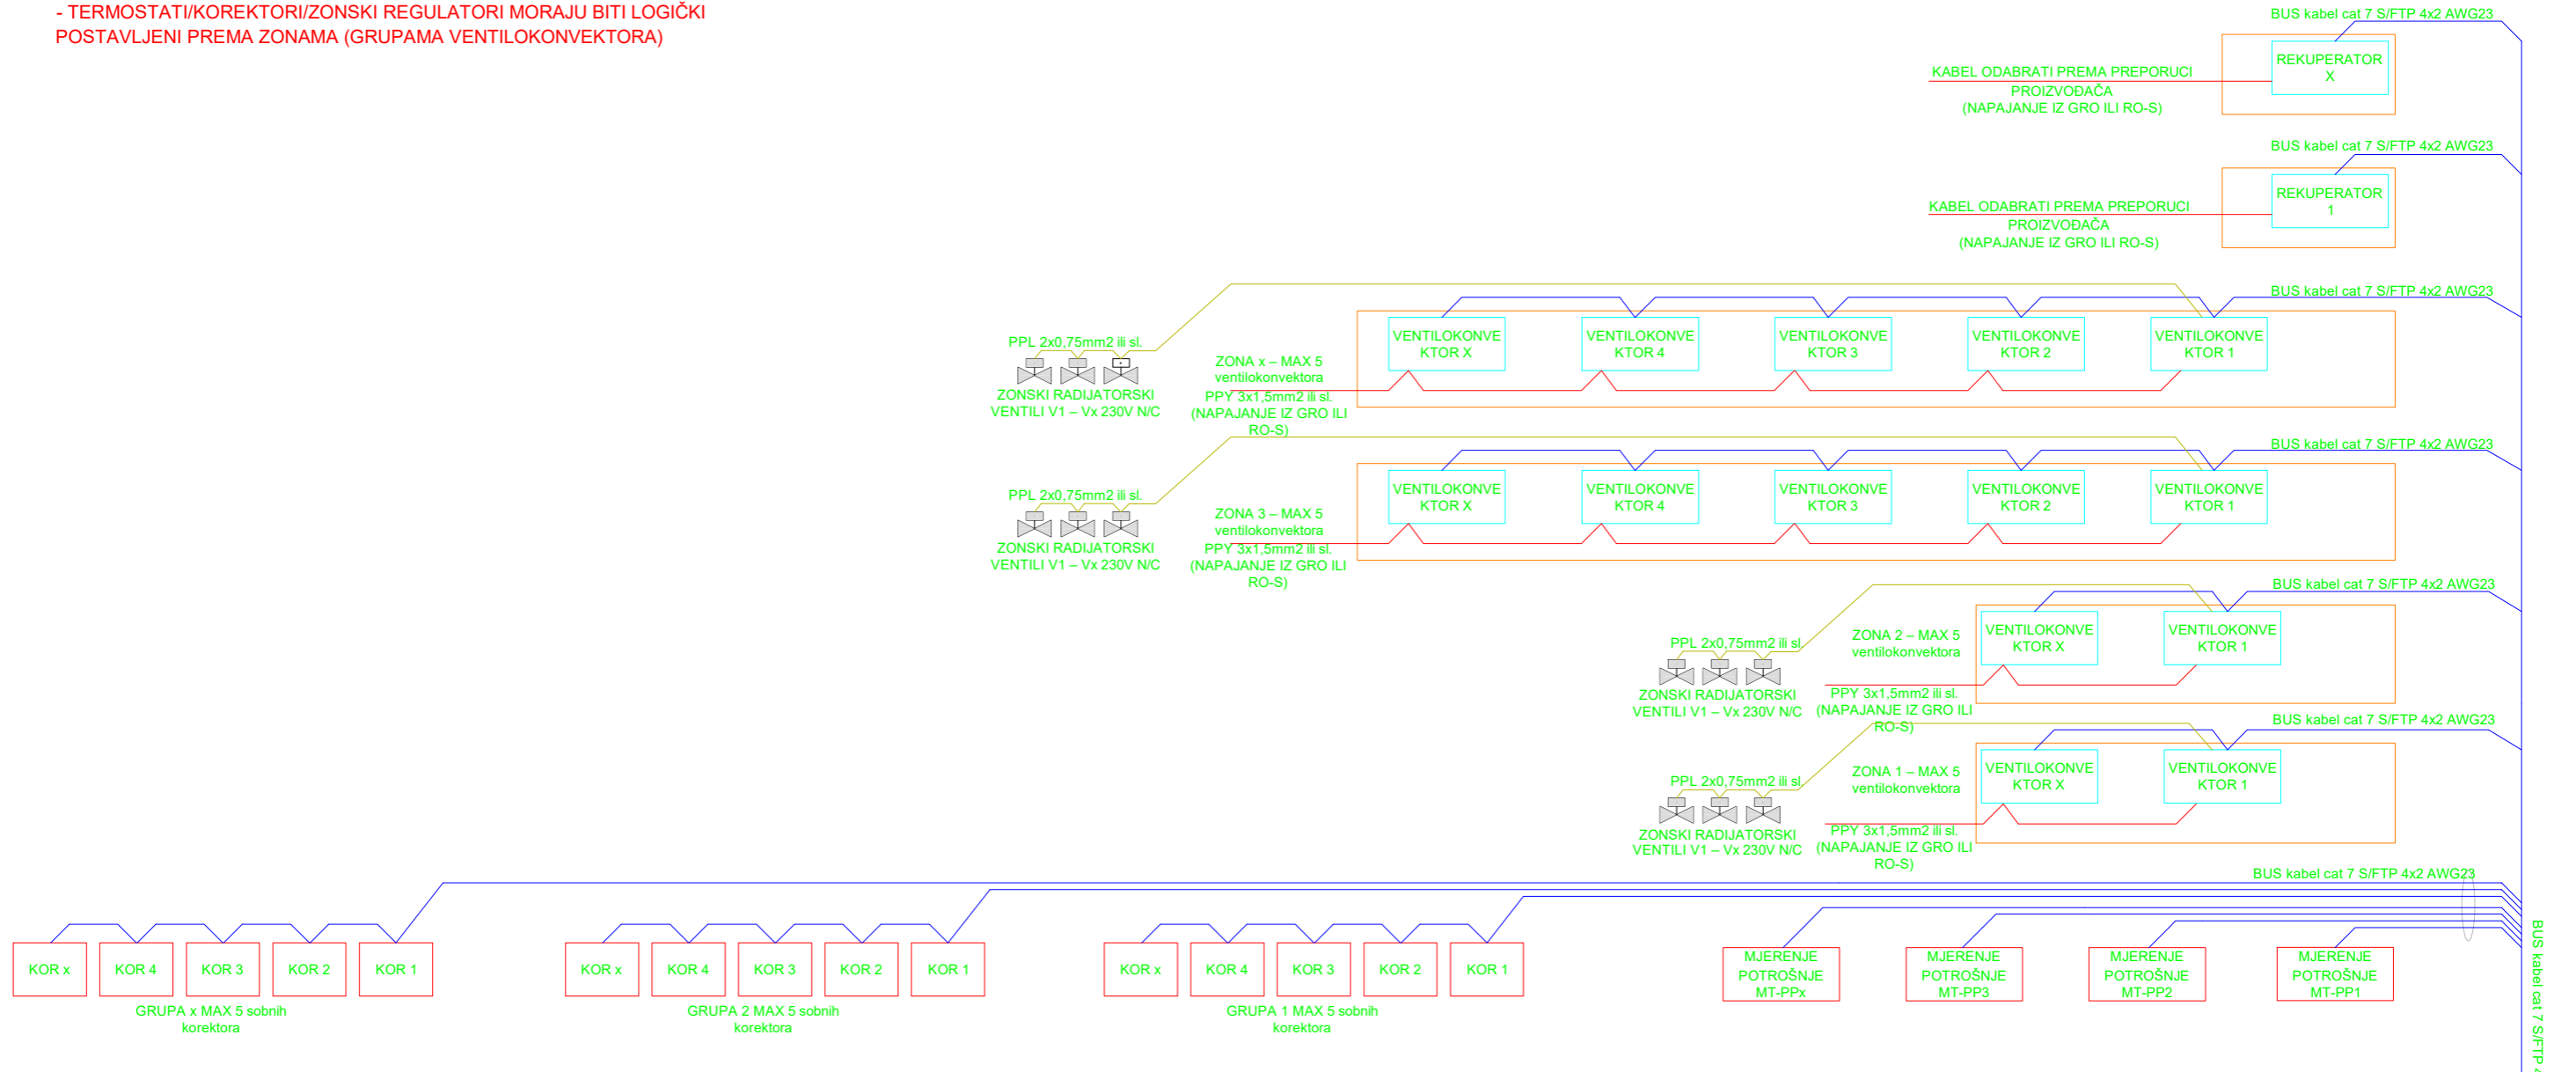 - TERMOSTATI/KOREKTORI/ZONSKI REGULATORI MORAJU BITI LOGIČKI
POSTAVLJENI PREMA ZONAMA (GRUPAMA VENTILOKONVEKTORA)
BUS kabel cat 7 S/FTP 4x2 AWG23
REKUPERATOR
X
KABEL ODABRATI PREMA PREPORUCI
PROIZVOĐAČA
(NAPAJANJE IZ GRO ILI RO-S)
BUS kabel cat 7 S/FTP 4x2 AWG23
REKUPERATOR
1
KABEL ODABRATI PREMA PREPORUCI
PROIZVOĐAČA
(NAPAJANJE IZ GRO ILI RO-S)
BUS kabel cat 7 S/FTP 4x2 AWG23
PPL 2x0,75mm2 ili sl.
ZONSKI RADIJATORSKI
VENTILI V1 – Vx 230V N/C
ZONA x – MAX 5
ventilokonvektora
PPY 3x1,5mm2 ili sl.
(NAPAJANJE IZ GRO ILI
RO-S)
VENTILOKONVE
KTOR X
VENTILOKONVE
KTOR 4
VENTILOKONVE
KTOR 3
VENTILOKONVE
KTOR 2
VENTILOKONVE
KTOR 1
BUS kabel cat 7 S/FTP 4x2 AWG23
PPL 2x0,75mm2 ili sl.
ZONSKI RADIJATORSKI
VENTILI V1 – Vx 230V N/C
ZONA 3 – MAX 5
ventilokonvektora
PPY 3x1,5mm2 ili sl.
(NAPAJANJE IZ GRO ILI
RO-S)
VENTILOKONVE
KTOR X
VENTILOKONVE
KTOR 4
VENTILOKONVE
KTOR 3
VENTILOKONVE
KTOR 2
VENTILOKONVE
KTOR 1
BUS kabel cat 7 S/FTP 4x2 AWG23
PPL 2x0,75mm2 ili sl.
ZONSKI RADIJATORSKI
VENTILI V1 – Vx 230V N/C
ZONA 2 – MAX 5
ventilokonvektora
PPY 3x1,5mm2 ili sl.
(NAPAJANJE IZ GRO ILI
RO-S)
VENTILOKONVE
KTOR X
VENTILOKONVE
KTOR 1
BUS kabel cat 7 S/FTP 4x2 AWG23
PPL 2x0,75mm2 ili sl.
ZONSKI RADIJATORSKI
VENTILI V1 – Vx 230V N/C
ZONA 1 – MAX 5
ventilokonvektora
PPY 3x1,5mm2 ili sl.
(NAPAJANJE IZ GRO ILI
RO-S)
VENTILOKONVE
KTOR X
VENTILOKONVE
KTOR 1
BUS kabel cat 7 S/FTP 4x2 AWG23
KOR x
KOR 4
KOR 3
KOR 2
KOR 1
GRUPA x MAX 5 sobnih
korektora
KOR x
KOR 4
KOR 3
KOR 2
KOR 1
GRUPA 2 MAX 5 sobnih
korektora
KOR x
KOR 4
KOR 3
KOR 2
KOR 1
GRUPA 1 MAX 5 sobnih
korektora
MJERENJE
POTROŠNJE
MT-PPx
MJERENJE
POTROŠNJE
MT-PP3
MJERENJE
POTROŠNJE
MT-PP2
MJERENJE
POTROŠNJE
MT-PP1
BUS kabel cat 7 S/FTP